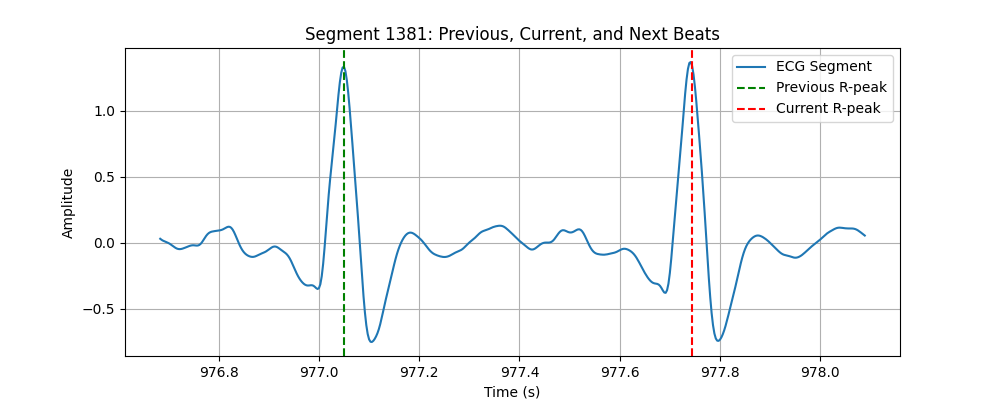 Segment 1381: Previous, Current, and Next Beats
ECG Segment
Previous R-peak
Current R-peak
Amplitude
1.0
0.5
0.0
−0.5
976.8 977.0 977.2 977.4 977.6 977.8 978.0
Time (s)